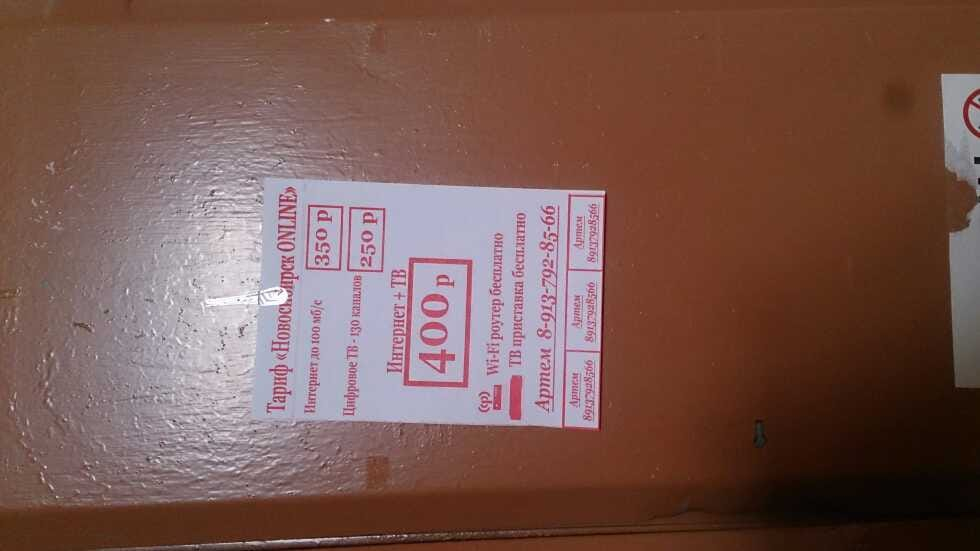 Тариф «Новосибирск ONLINE»
Интернет до 100 мб/с 350 р
Цифровое ТВ - 130 каналов 250 р
Интернет + ТВ
400 р
Wi-Fi роутер бесплатно
ТВ приставка бесплатно
Артем 8-913-792-85-66
Артем
89137928566
Артем
89137928566
Артем
89137928566